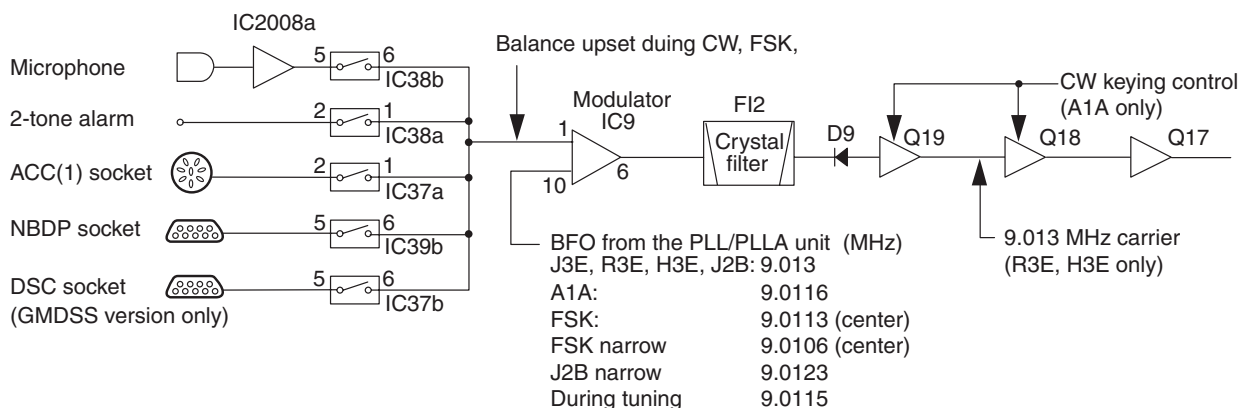 IC2008a
Microphone
5 6
IC38b
2-tone alarm
2 1
IC38a
ACC(1) socket
2 1
IC37a
NBDP socket
5 6
IC39b
DSC socket
(GMDSS version only)
5 6
IC37b
Balance upset duing CW, FSK,
Modulator
IC9
1
10
6
FI2
Crystal
filter
D9
Q19
Q18
Q17
CW keying control
(A1A only)
9.013 MHz carrier
(R3E, H3E only)
BFO from the PLL/PLLA unit (MHz)
J3E, R3E, H3E, J2B: 9.013
A1A: 9.0116
FSK: 9.0113 (center)
FSK narrow 9.0106 (center)
J2B narrow 9.0123
During tuning 9.0115